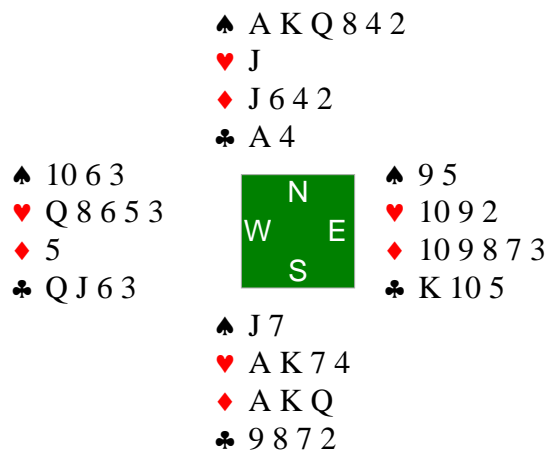 ♠ A K Q 8 4 2
♥ J
♦ J 6 4 2
♣ A 4
♠ 10 6 3
♥ Q 8 6 5 3
♦ 5
♣ Q J 6 3
N
W E
S
♠ 9 5
♥ 10 9 2
♦ 10 9 8 7 3
♣ K 10 5
♠ J 7
♥ A K 7 4
♦ A K Q
♣ 9 8 7 2